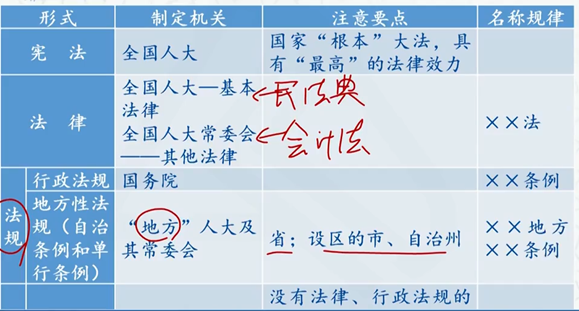 形式 制定机关 注意要点 名称规律
宪 法 全国人大 国家“根本”大法，具
有“最高”的法律效力
全国人大—基本 民法典
法律
法 律 ××法
全国人大常委会 会计法
——其他法律
行政法规 国务院 ××条例
法
规
地方性法
规（自治
条例和单
行条例）
“地方”人大及
其常委会
省；设区的市、自治州
××地方
××条例
没有法律、行政法规的